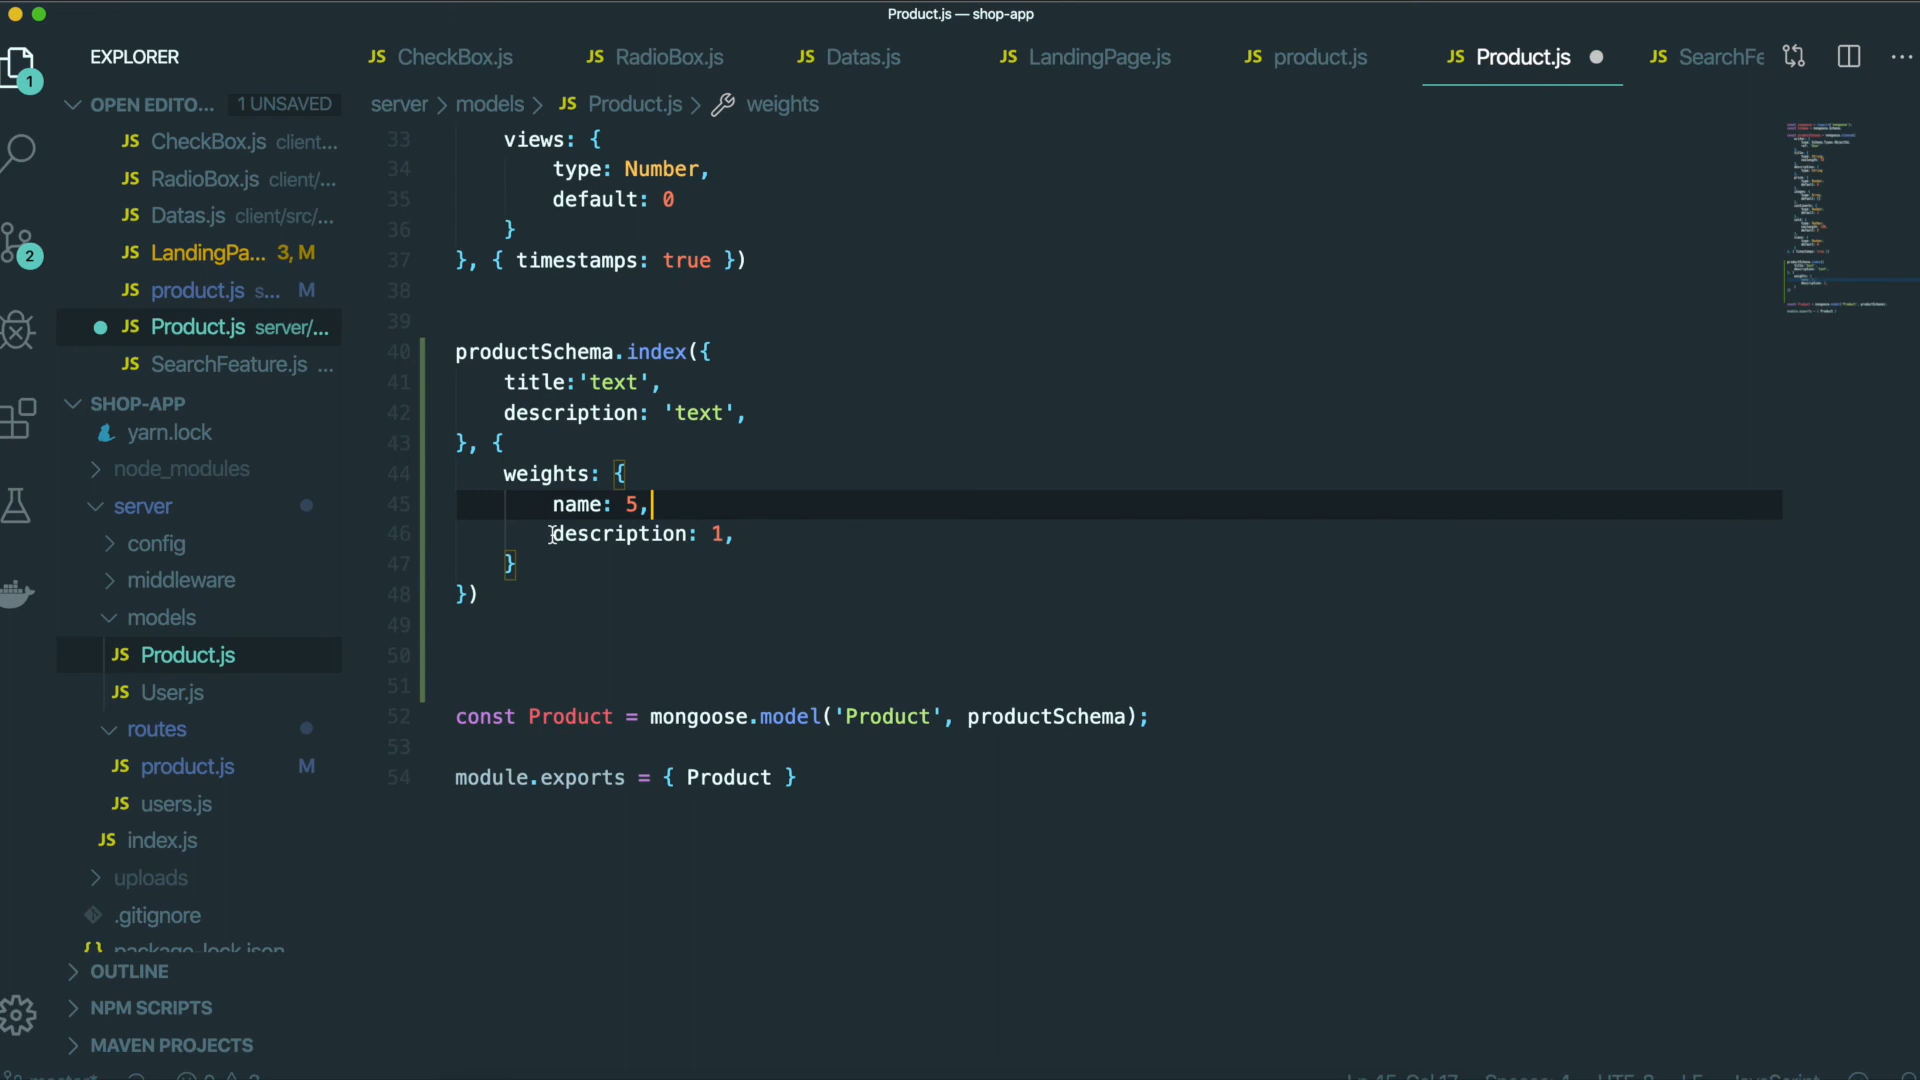 Product.js — shop-app
EXPLORER
JS CheckBox.js
JS RadioBox.js
JS Datas.js
JS LandingPage.js
JS product.js
JS Product.js
JS SearchFe
1
OPEN EDITO... 1 UNSAVED
JS CheckBox.js client...
JS RadioBox.js client/...
JS Datas.js client/src/...
JS LandingPa... 3, M
JS product.js s... M
JS Product.js server/...
JS SearchFeature.js ...
2
SHOP-APP
yarn.lock
node_modules
server
config
middleware
models
JS Product.js
JS User.js
routes
JS product.js M
JS users.js
JS index.js
uploads
.gitignore
{} package-lock.json
OUTLINE
NPM SCRIPTS
MAVEN PROJECTS
server > models > JS Product.js > weights
33 views: {
34 type: Number,
35 default: 0
36 }
37 }, { timestamps: true })
38
39
40 productSchema.index({
41 title:'text',
42 description: 'text',
43 }, {
44 weights: {
45 name: 5,
46 description: 1,
47 }
48 })
49
50
51
52 const Product = mongoose.model('Product', productSchema);
53
54 module.exports = { Product }